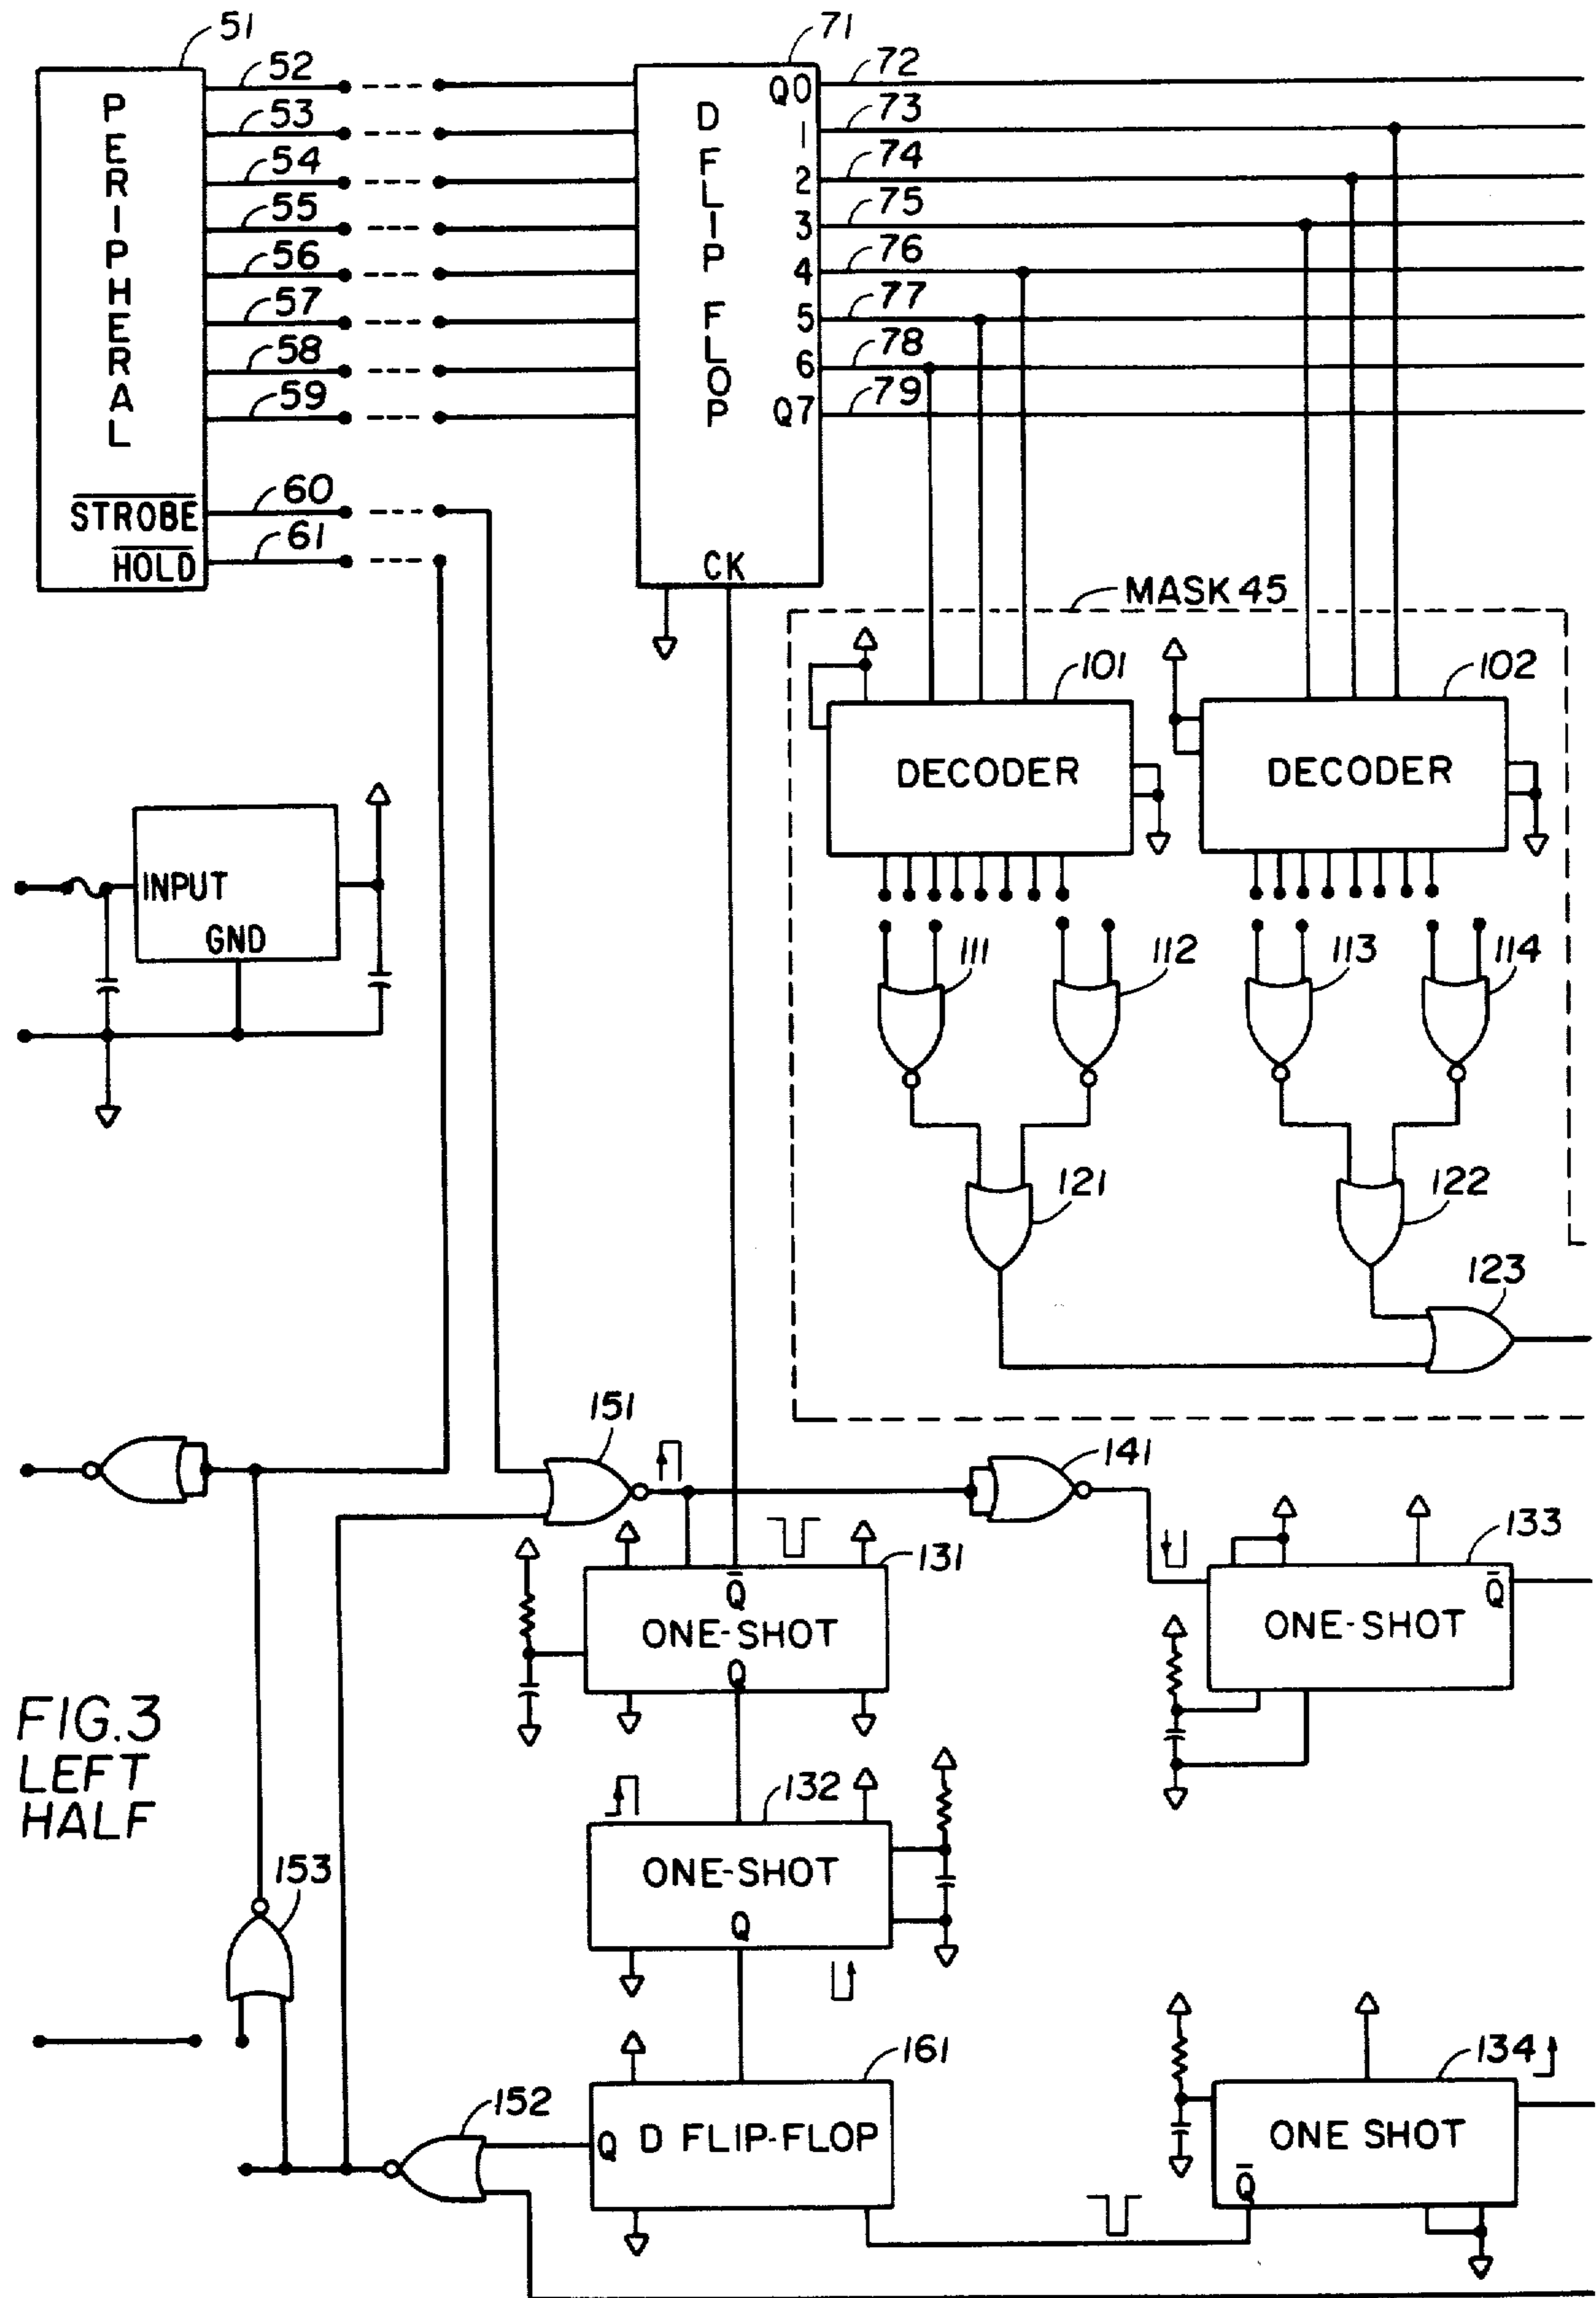 51
71
PERIPHERAL
52
53
54
55
56
57
58
59
STROBE
60
HOLD
61
D FLIP FLOP
CK
Q0
1
2
3
4
5
6
Q7
72
73
74
75
76
77
78
79
MASK 45
101
102
DECODER
DECODER
INPUT
GND
111
112
113
114
121
122
123
151
141
131
133
Q
ONE-SHOT
Q
ONE-SHOT
Q
FIG.3
LEFT
HALF
132
ONE-SHOT
Q
153
161
134
152
Q D FLIP-FLOP
ONE SHOT
Q